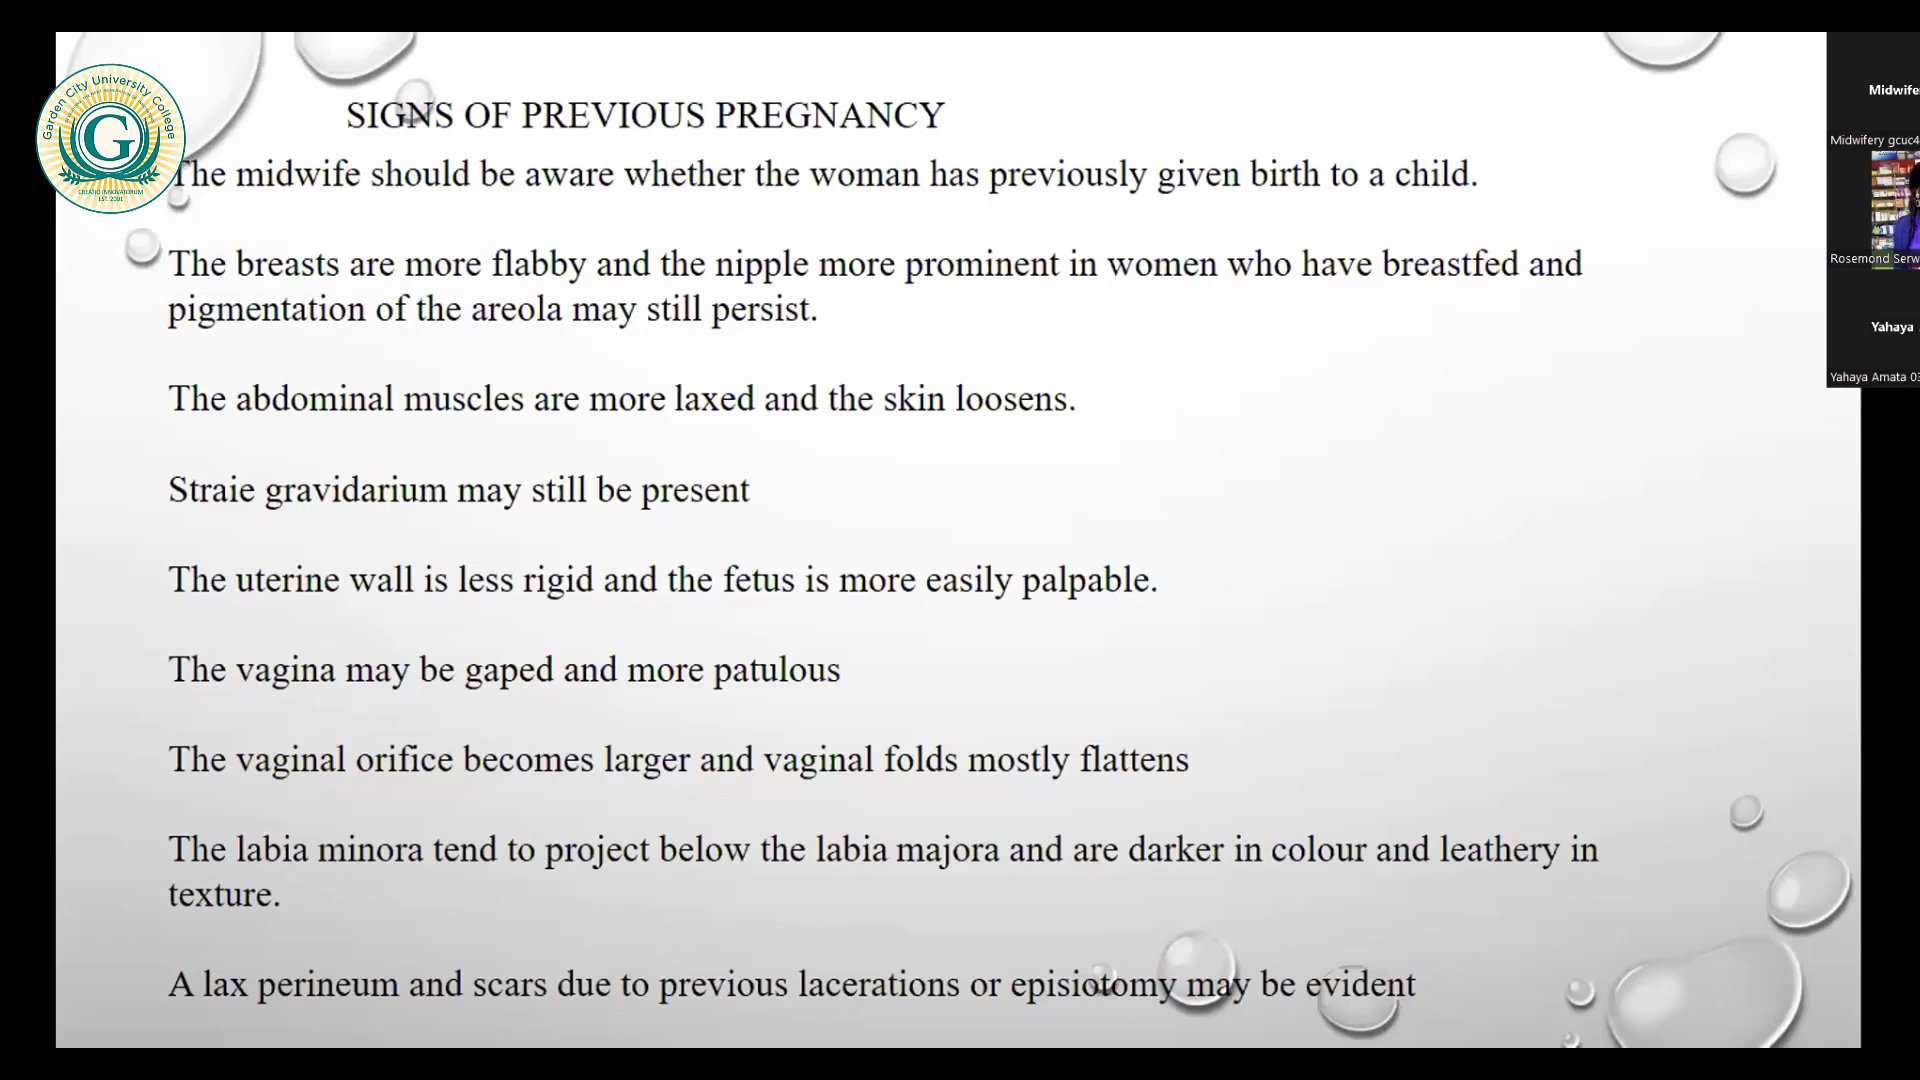 Garden City University College
G
CREATIO INNOVATORIUM
EST. 2001
SIGNS OF PREVIOUS PREGNANCY
The midwife should be aware whether the woman has previously given birth to a child.
The breasts are more flabby and the nipple more prominent in women who have breastfed and
pigmentation of the areola may still persist.
The abdominal muscles are more laxed and the skin loosens.
Straie gravidarium may still be present
The uterine wall is less rigid and the fetus is more easily palpable.
The vagina may be gaped and more patulous
The vaginal orifice becomes larger and vaginal folds mostly flattens
The labia minora tend to project below the labia majora and are darker in colour and leathery in
texture.
A lax perineum and scars due to previous lacerations or episiotomy may be evident
Midwife
Midwifery gcuc4
Rosemond Serw
Yahaya
Yahaya Amata 03